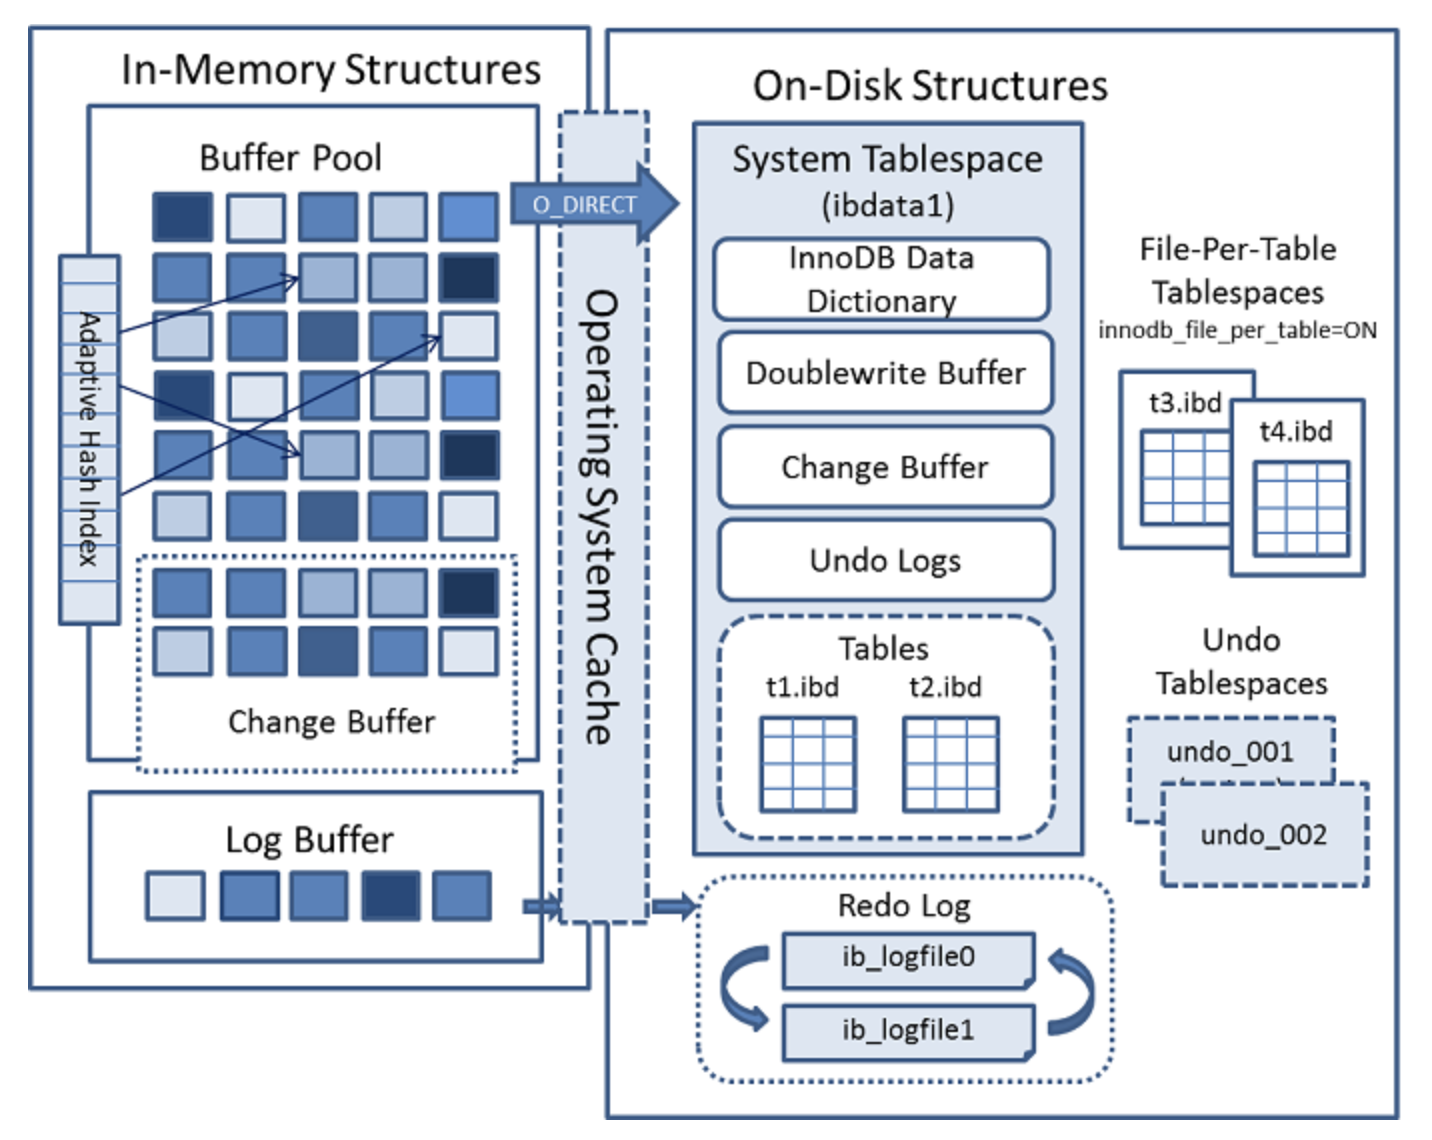 In-Memory Structures
Buffer Pool
Adaptive Hash Index
Change Buffer
Log Buffer
O_DIRECT
Operating System Cache
On-Disk Structures
System Tablespace
(ibdata1)
InnoDB Data
Dictionary
Doublewrite Buffer
Change Buffer
Undo Logs
Tables
t1.ibd
t2.ibd
Redo Log
ib_logfile0
ib_logfile1
File-Per-Table
Tablespaces
innodb_file_per_table=ON
t3.ibd
t4.ibd
Undo
Tablespaces
undo_001
undo_002